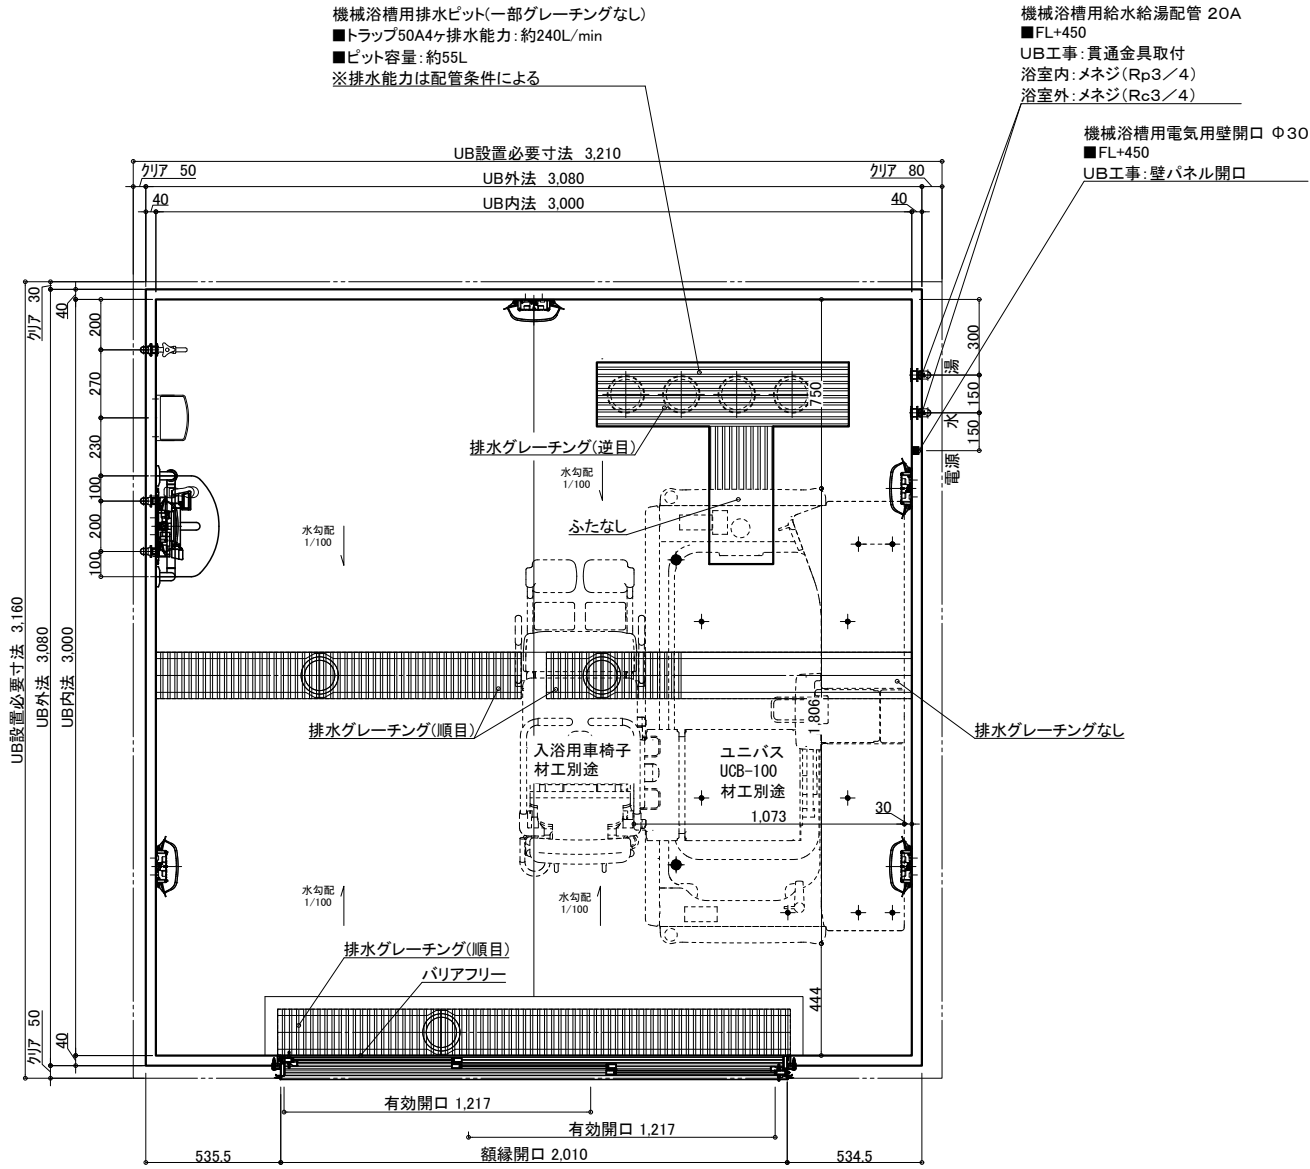 機械浴槽用排水ピット(一部グレーチングなし)
■トラップ50A4ヶ排水能力:約240L/min
■ピット容量:約55L
※排水能力は配管条件による
機械浴槽用給水給湯配管 20A
■FL+450
UB工事:貫通金具取付
浴室内:メネジ(Rp3/4)
浴室外:メネジ(Rc3/4)
機械浴槽用電気用壁開口 Φ30
■FL+450
UB工事:壁パネル開口
UB設置必要寸法 3,210
クリア 50
UB外法 3,080
クリア 80
40
UB内法 3,000
40
クリア 30
40
200
270
230
100
200
100
UB設置必要寸法 3,160
UB外法 3,080
UB内法 3,000
クリア 50
40
300
150
150
湯
水
電源
750
排水グレーチング(逆目)
水勾配
1/100
ふたなし
水勾配
1/100
排水グレーチング(順目)
排水グレーチングなし
1,806
入浴用車椅子
材工別途
ユニバス
UCB-100
材工別途
1,073
30
水勾配
1/100
水勾配
1/100
排水グレーチング(順目)
バリアフリー
444
有効開口 1,217
有効開口 1,217
535.5
額縁開口 2,010
534.5